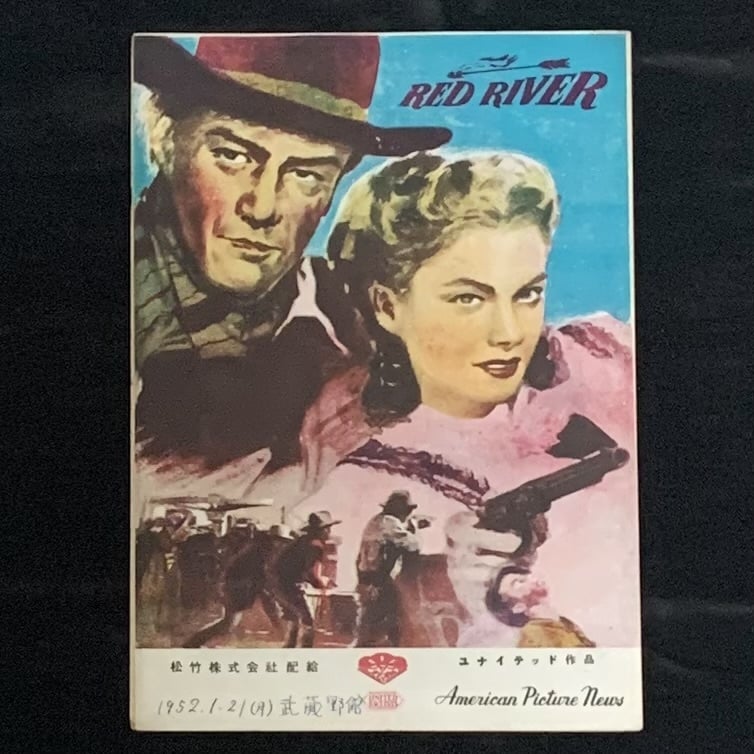 RED RIVER
松竹株式会社配給
ユナイテッド作品
1952.1.21(月) 武蔵野館
American Picture News